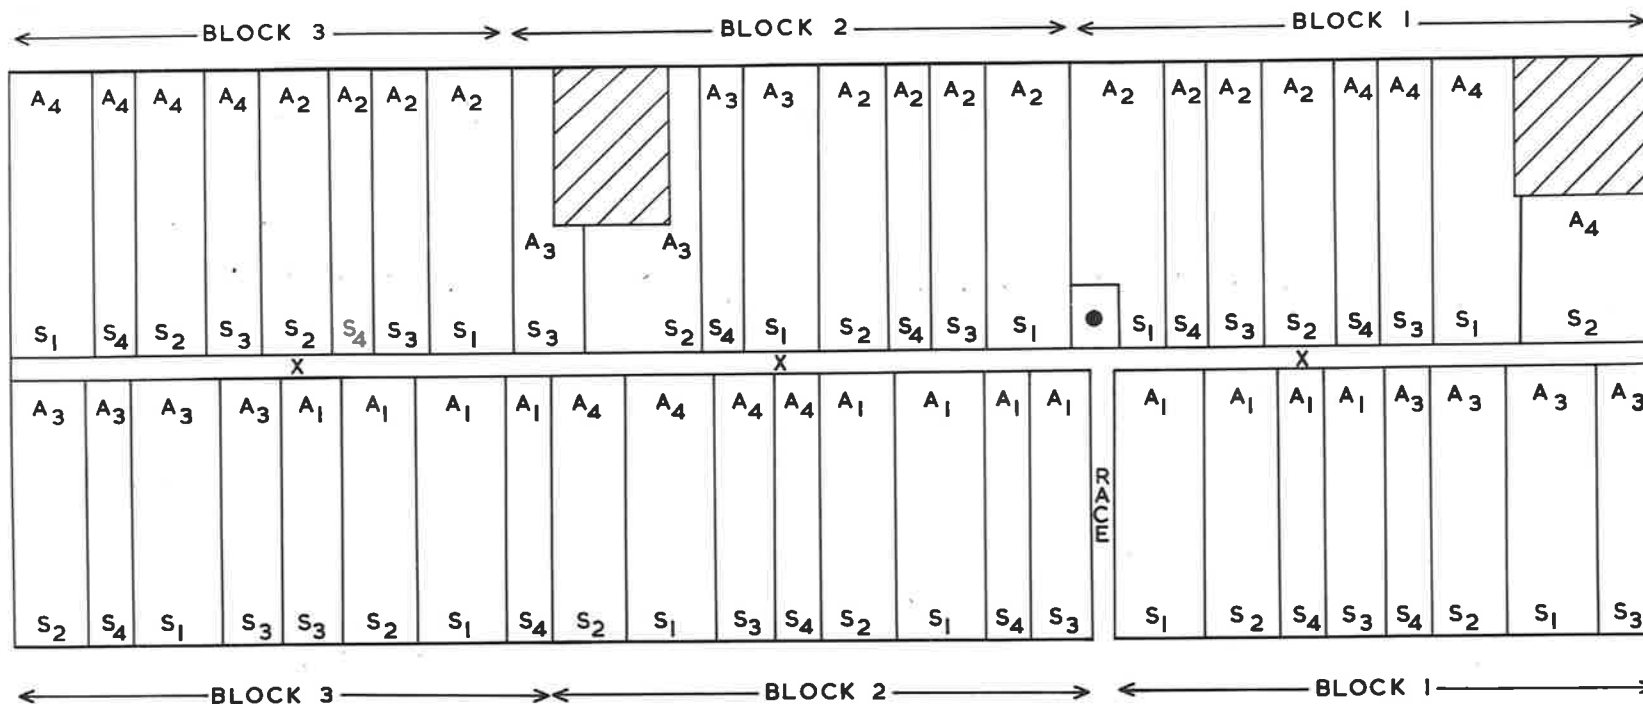 BLOCK 3 BLOCK 2 BLOCK 1
A4 A4 A4 A4 A2 A2 A2 A2 A3 A3 A2 A2 A2 A2 A2 A2 A2 A2 A4 A4 A4
A3 A3 A4
S1 S4 S2 S3 S2 S4 S3 S1 S3 S2 S4 S1 S2 S4 S3 S1 S1 S4 S3 S2 S4 S3 S1 S2
X X X
A3 A3 A3 A3 A1 A1 A1 A1 A4 A4 A4 A4 A1 A1 A1 A1 A1 A1 A1 A1 A3 A3 A3 A3
RACE
S2 S4 S1 S3 S3 S2 S1 S4 S2 S1 S3 S4 S2 S1 S4 S3 S1 S2 S4 S3 S4 S2 S1 S3
BLOCK 3 BLOCK 2 BLOCK 1